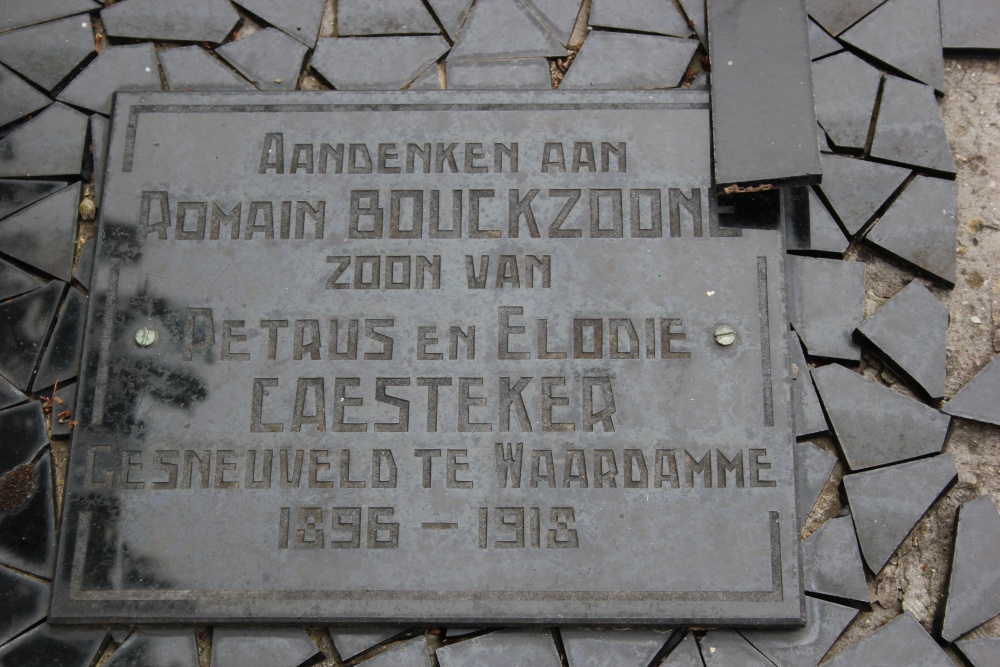 AANDENKEN AAN
ROMAIN BOUCKZOONE
ZOON VAN
PETRUS EN ELODIE
CAESTEKER
GESNEUVELD TE WAARDAMME
1896 - 1918